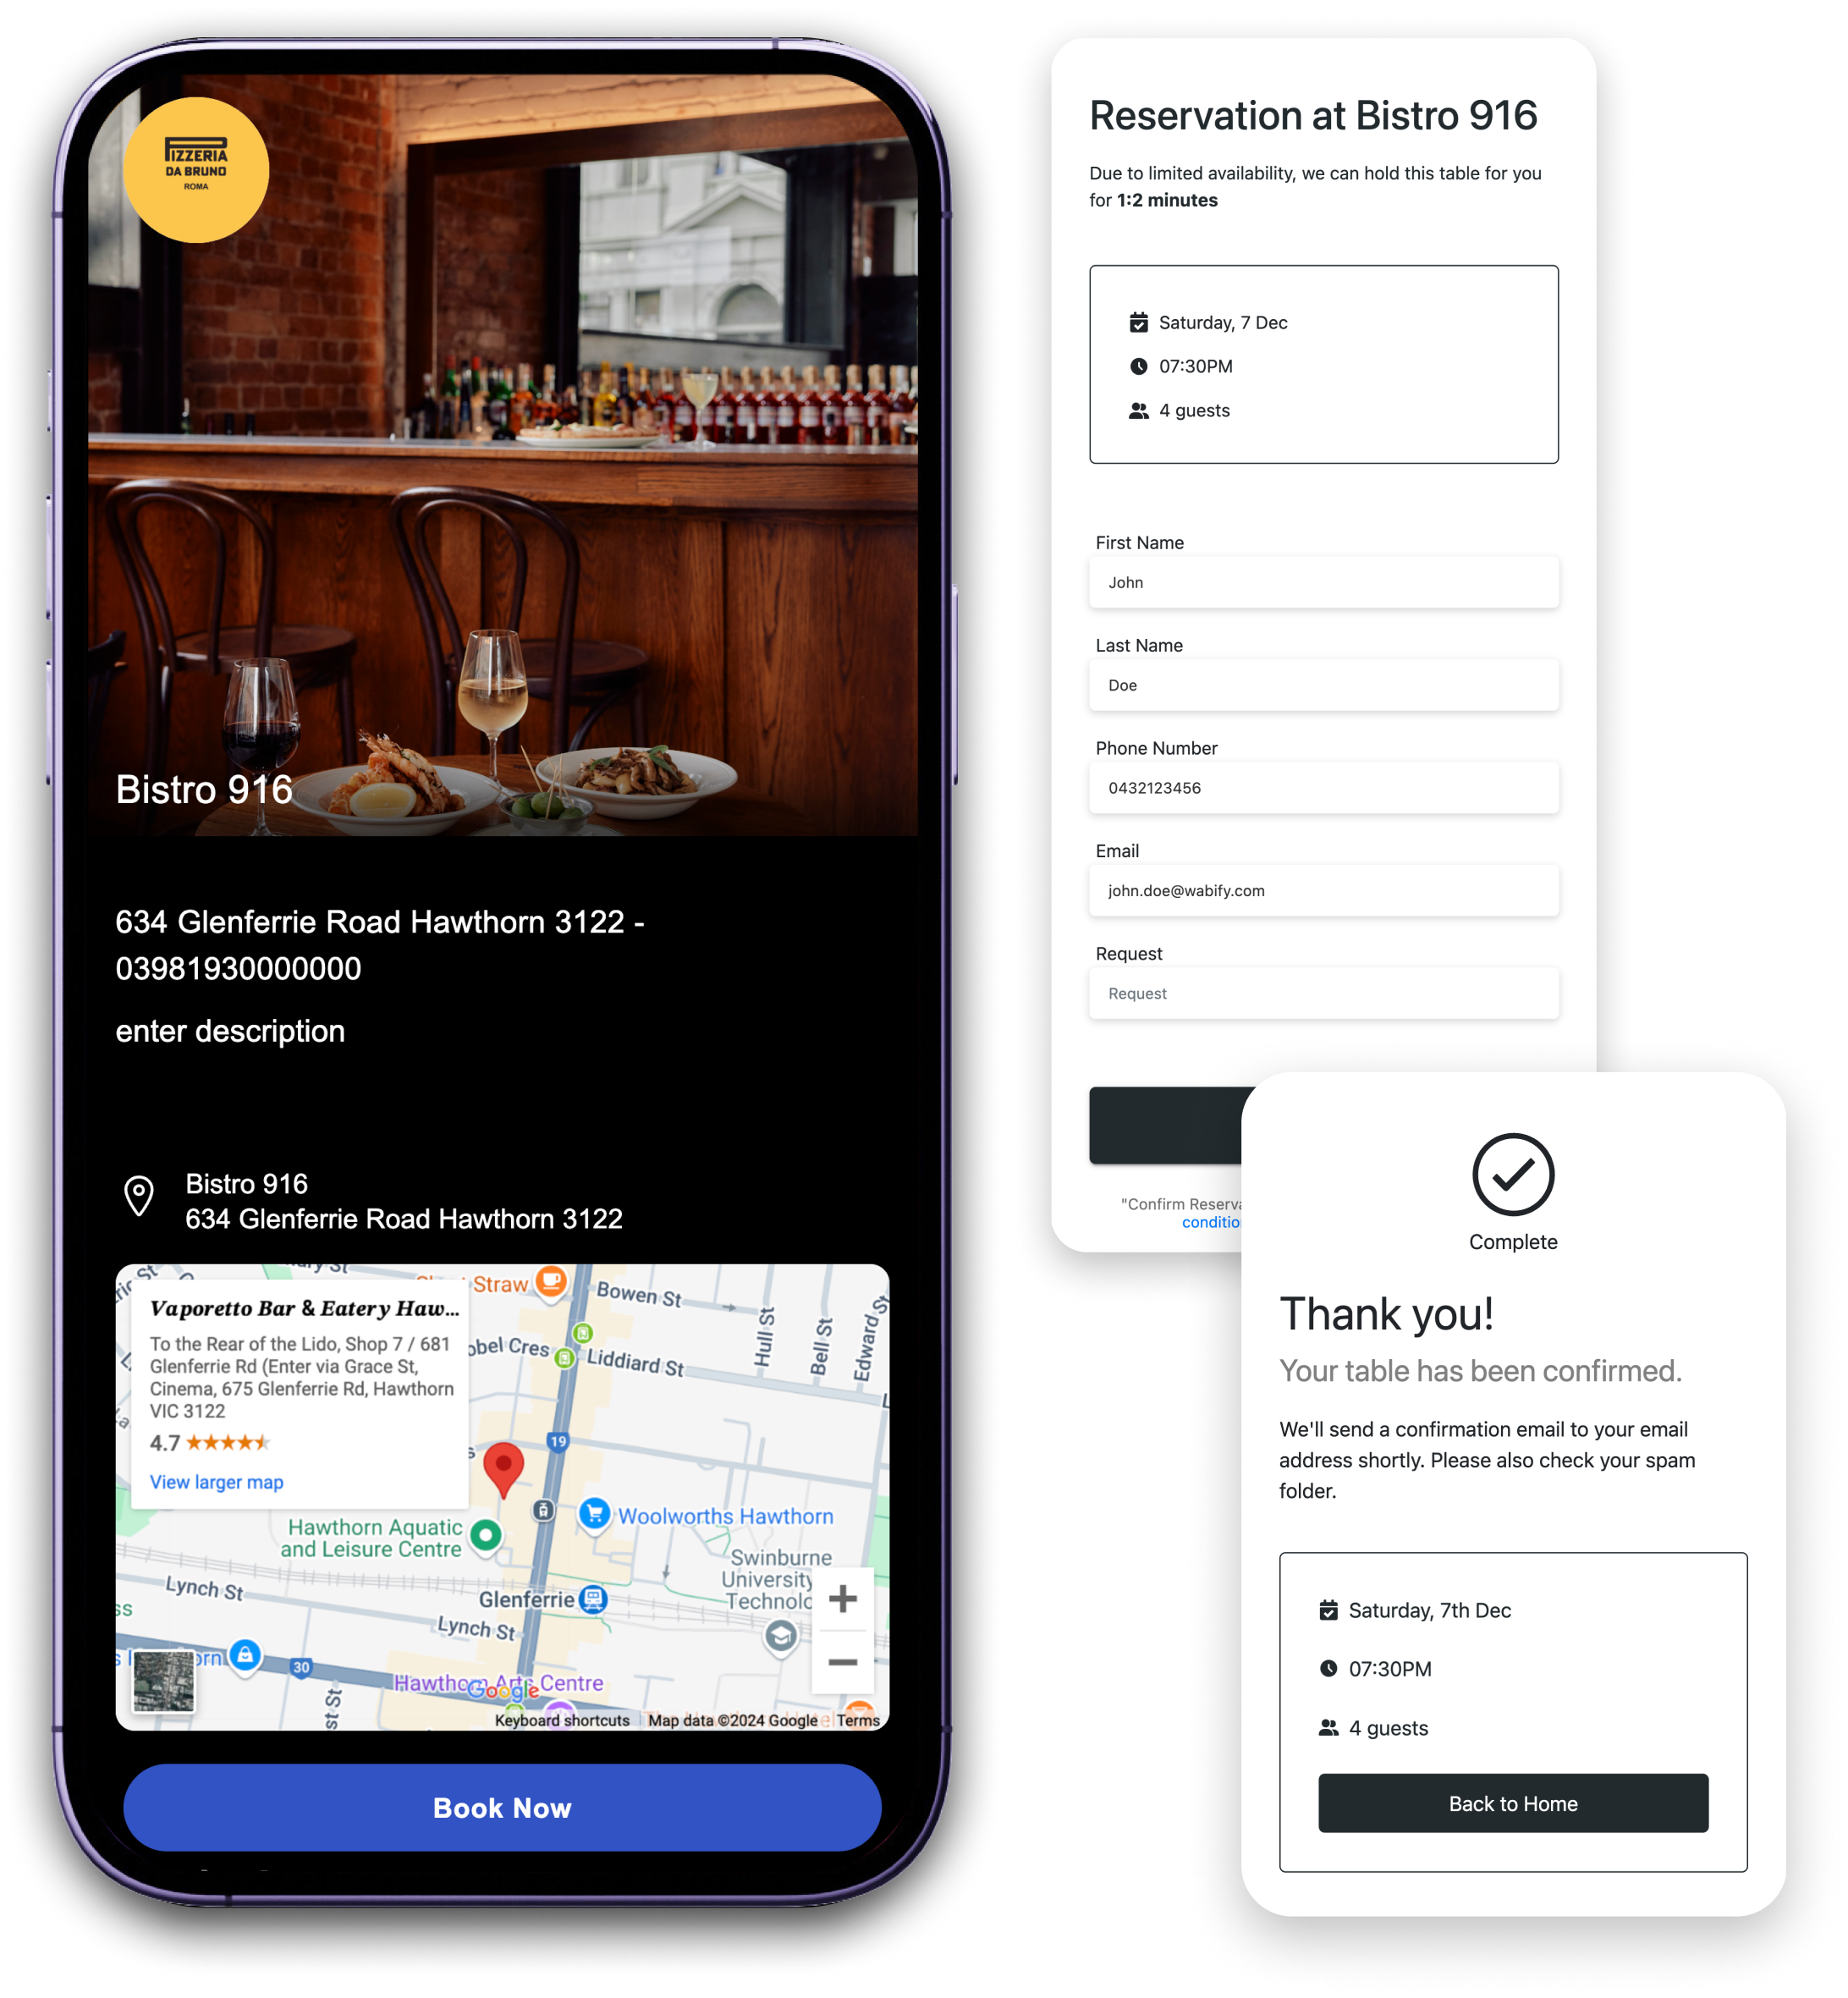 PIZZERIA
DA BRUNO
ROMA
Bistro 916
634 Glenferrie Road Hawthorn 3122 -
03981930000000
enter description
Bistro 916
634 Glenferrie Road Hawthorn 3122
Straw
Bowen St
Vaporetto Bar & Eatery Haw...
To the Rear of the Lido, Shop 7 / 681
Glenferrie Rd (Enter via Grace St,
Cinema, 675 Glenferrie Rd, Hawthorn
VIC 3122
4.7
View larger map
Liddiard St
Hull St
Bell St
Edward St
19
Woolworths Hawthorn
Hawthorn Aquatic
and Leisure Centre
Swinburne
University
Glenferrie
Lynch St
Lynch St
30
Hawthorn Arts Centre
Google
Keyboard shortcuts
Map data ©2024 Google
Terms
Book Now
Reservation at Bistro 916
Due to limited availability, we can hold this table for you
for 1:2 minutes
Saturday, 7 Dec
07:30PM
4 guests
First Name
John
Last Name
Doe
Phone Number
0432123456
Email
john.doe@wabify.com
Request
Request
"Confirm Reserva
conditio
Complete
Thank you!
Your table has been confirmed.
We'll send a confirmation email to your email
address shortly. Please also check your spam
folder.
Saturday, 7th Dec
07:30PM
4 guests
Back to Home